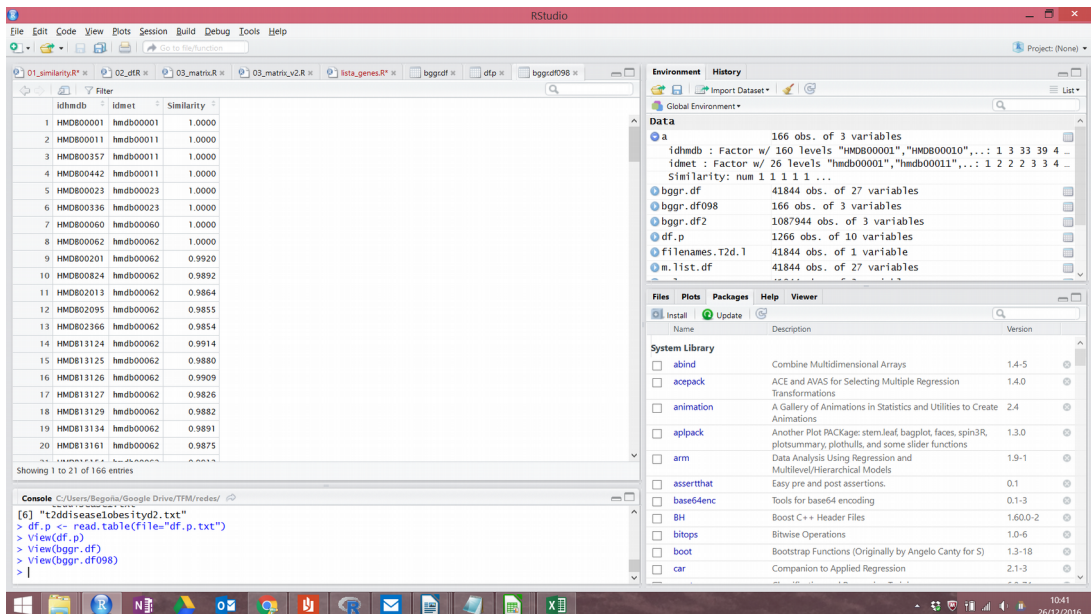 RStudio
File Edit Code View Plots Session Build Debug Tools Help
Go to file/function
Project: (None)
01_similarity.R* 02_dtf.R 03_matrix.R 03_matrix_v2.R lista_genes.R* bggr.df df.p bggr.df098
Filter
idhmdb idmet Similarity
1 HMDB00001 hmdb00001 1.0000
2 HMDB00011 hmdb00011 1.0000
3 HMDB00357 hmdb00011 1.0000
4 HMDB00442 hmdb00011 1.0000
5 HMDB00023 hmdb00023 1.0000
6 HMDB00336 hmdb00023 1.0000
7 HMDB00060 hmdb00060 1.0000
8 HMDB00062 hmdb00062 1.0000
9 HMDB00201 hmdb00062 0.9920
10 HMDB00824 hmdb00062 0.9892
11 HMDB02013 hmdb00062 0.9864
12 HMDB02095 hmdb00062 0.9855
13 HMDB02366 hmdb00062 0.9854
14 HMDB13124 hmdb00062 0.9914
15 HMDB13125 hmdb00062 0.9880
16 HMDB13126 hmdb00062 0.9909
17 HMDB13127 hmdb00062 0.9826
18 HMDB13129 hmdb00062 0.9882
19 HMDB13134 hmdb00062 0.9891
20 HMDB13161 hmdb00062 0.9875
Showing 1 to 21 of 166 entries
Console C:/Users/Begoña/Google Drive/TFM/redes/
[6] "t2ddisease1obesityd2.txt"
> df.p <- read.table(file="df.p.txt")
> View(df.p)
> View(bggr.df)
> View(bggr.df098)
>
Environment History
Import Dataset List
Global Environment
Data
a 166 obs. of 3 variables
idhmdb : Factor w/ 160 levels "HMDB00001","HMDB00010",..: 1 3 33 39 4 …
idmet : Factor w/ 26 levels "hmdb00001","hmdb00011",..: 1 2 2 2 3 3 4 …
Similarity: num 1 1 1 1 1 ...
bggr.df 41844 obs. of 27 variables
bggr.df098 166 obs. of 3 variables
bggr.df2 1087944 obs. of 3 variables
df.p 1266 obs. of 10 variables
filenames.T2d.l 41844 obs. of 1 variable
m.list.df 41844 obs. of 27 variables
Files Plots Packages Help Viewer
Install Update
Name Description Version
System Library
abind Combine Multidimensional Arrays 1.4-5
acepack ACE and AVAS for Selecting Multiple Regression Transformations 1.4.0
animation A Gallery of Animations in Statistics and Utilities to Create Animations 2.4
aplpack Another Plot PACKage: stem.leaf, bagplot, faces, spin3R, plotsummary, plothulls, and some slider functions 1.3.0
arm Data Analysis Using Regression and Multilevel/Hierarchical Models 1.9-1
assertthat Easy pre and post assertions. 0.1
base64enc Tools for base64 encoding 0.1-3
BH Boost C++ Header Files 1.60.0-2
bitops Bitwise Operations 1.0-6
boot Bootstrap Functions (Originally by Angelo Canty for S) 1.3-18
car Companion to Applied Regression 2.1-3
10:41
26/12/2016